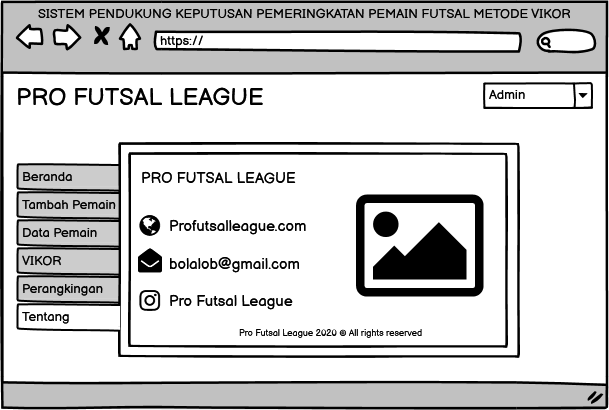 SISTEM PENDUKUNG KEPUTUSAN PEMERINGKATAN PEMAIN FUTSAL METODE VIKOR
https://
PRO FUTSAL LEAGUE
Admin
Beranda
Tambah Pemain
Data Pemain
VIKOR
Perangkingan
Tentang
PRO FUTSAL LEAGUE
Profutsalleague.com
bolalob@gmail.com
Pro Futsal League
Pro Futsal League 2020 © All rights reserved